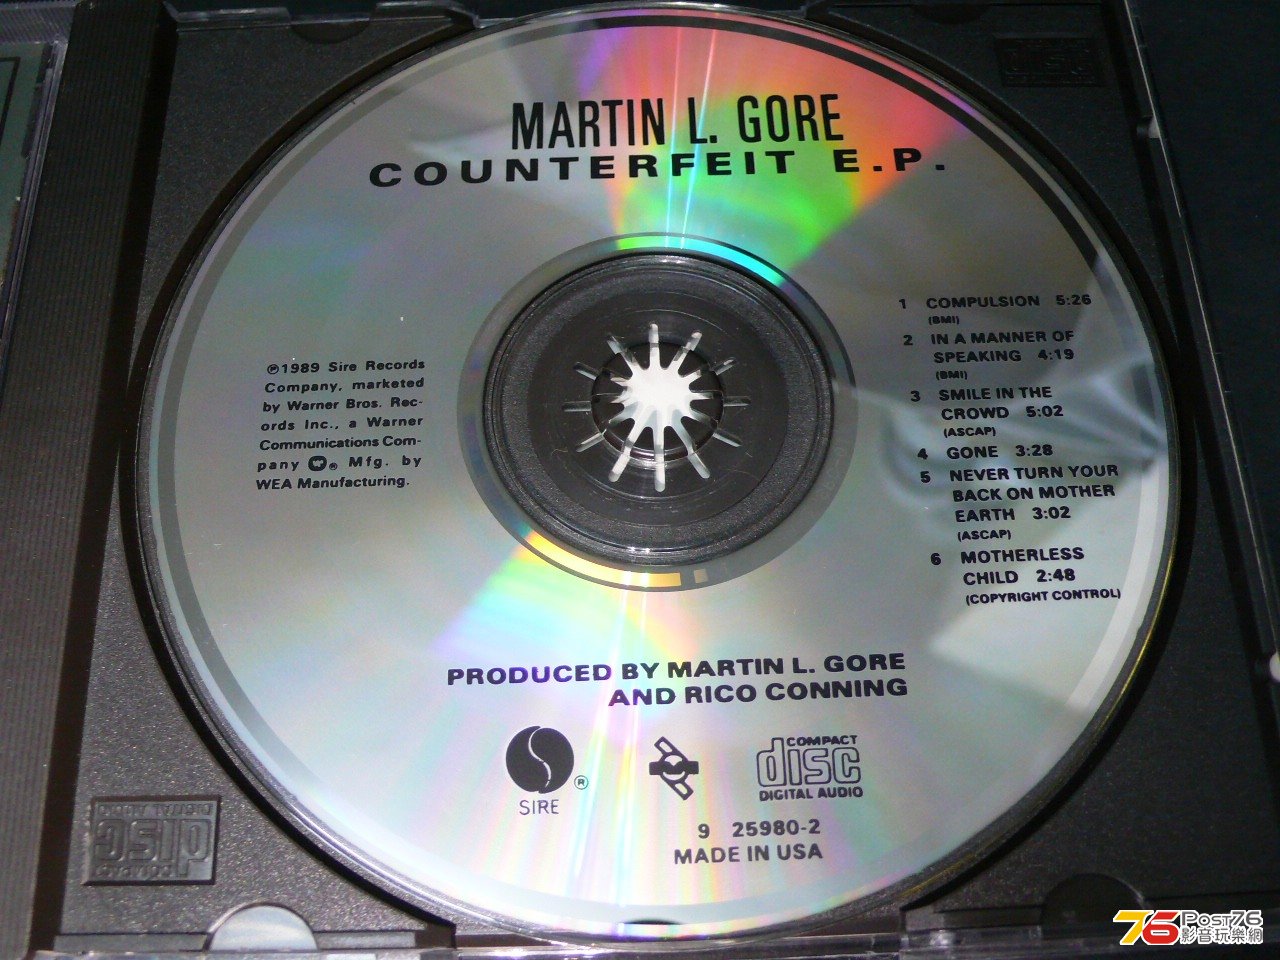 MARTIN L. GORE
COUNTERFEIT E.P.
℗1989 Sire Records
Company, marketed
by Warner Bros. Rec-
ords Inc., a Warner
Communications Com-
pany ® Mfg. by
WEA Manufacturing.
1 COMPULSION 5:26
(BMI)
2 IN A MANNER OF
SPEAKING 4:19
(BMI)
3 SMILE IN THE
CROWD 5:02
(ASCAP)
4 GONE 3:28
5 NEVER TURN YOUR
BACK ON MOTHER
EARTH 3:02
(ASCAP)
6 MOTHERLESS
CHILD 2:48
(COPYRIGHT CONTROL)
PRODUCED BY MARTIN L. GORE
AND RICO CONNING
®
SIRE
COMPACT
disc
DIGITAL AUDIO
9 25980-2
MADE IN USA
COMPACT
disc
DIGITAL AUDIO
76 Post76
影音玩樂網